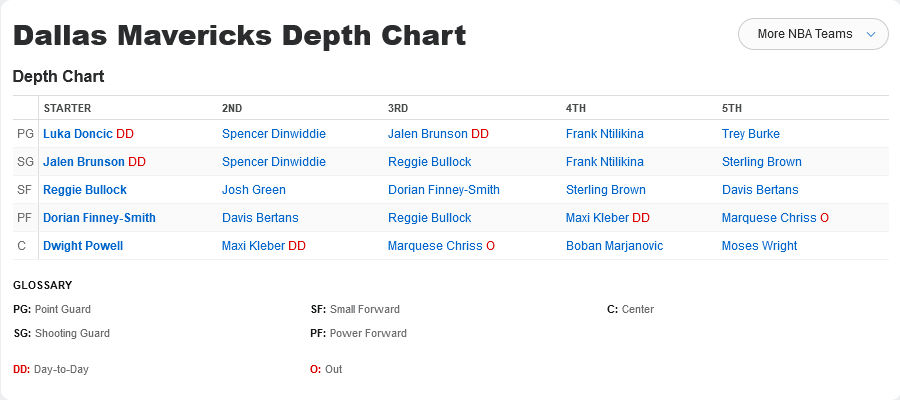 Dallas Mavericks Depth Chart
More NBA Teams
Depth Chart
STARTER 2ND 3RD 4TH 5TH
PG Luka Doncic DD Spencer Dinwiddie Jalen Brunson DD Frank Ntilikina Trey Burke
SG Jalen Brunson DD Spencer Dinwiddie Reggie Bullock Frank Ntilikina Sterling Brown
SF Reggie Bullock Josh Green Dorian Finney-Smith Sterling Brown Davis Bertans
PF Dorian Finney-Smith Davis Bertans Reggie Bullock Maxi Kleber DD Marquese Chriss O
C Dwight Powell Maxi Kleber DD Marquese Chriss O Boban Marjanovic Moses Wright
GLOSSARY
PG: Point Guard SF: Small Forward C: Center
SG: Shooting Guard PF: Power Forward
DD: Day-to-Day O: Out